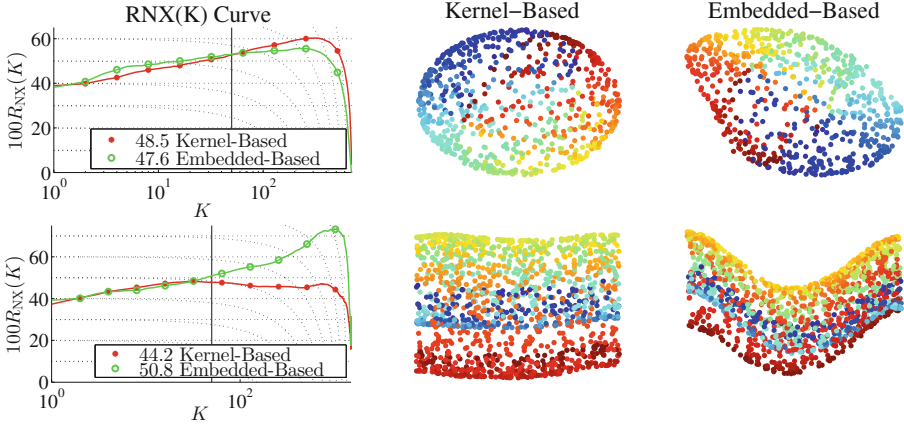 RNX(K) Curve
Kernel−Based
Embedded−Based
100R_NX(K)
60
40
20
0
48.5 Kernel-Based
47.6 Embedded-Based
10^0
10^1
10^2
K
100R_NX(K)
60
40
20
0
44.2 Kernel-Based
50.8 Embedded-Based
10^0
10^2
K